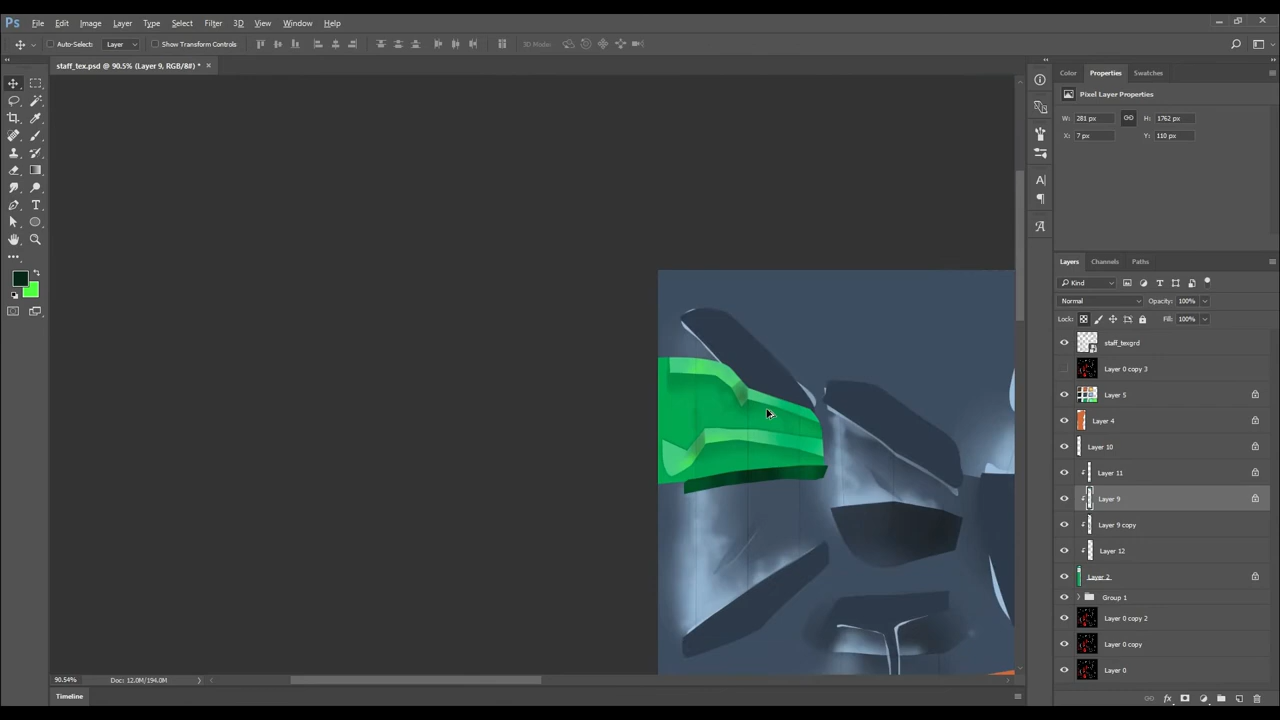 Ps File Edit Image Layer Type Select Filter 3D View Window Help
Auto-Select: Layer Show Transform Controls 3D Mode:
staff_tex.psd @ 90.5% (Layer 9, RGB/8#) * ×
Color Properties Swatches
Pixel Layer Properties
W: 281 px H: 1762 px
X: 7 px Y: 110 px
Layers Channels Paths
Kind
Normal Opacity: 100%
Lock: Fill: 100%
staff_texgrd
Layer 0 copy 3
Layer 5
Layer 4
Layer 10
Layer 11
Layer 9
Layer 9 copy
Layer 12
Layer 2
Group 1
Layer 0 copy 2
Layer 0 copy
Layer 0
90.54% Doc: 12.0M/194.0M
Timeline